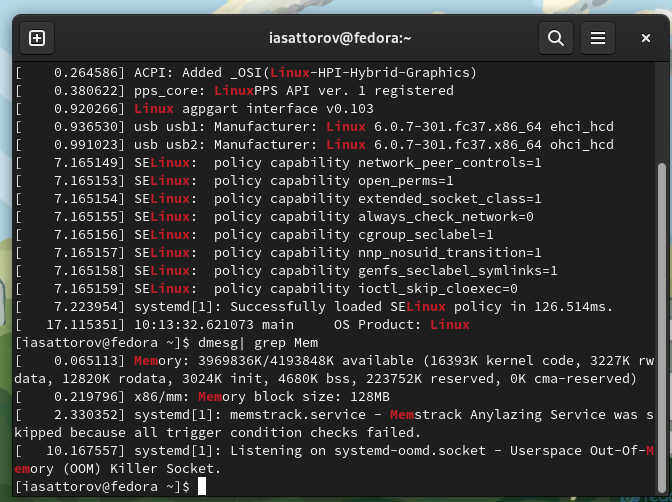 iasattorov@fedora:~
[    0.264586] ACPI: Added _OSI(Linux-HPI-Hybrid-Graphics)
[    0.380622] pps_core: LinuxPPS API ver. 1 registered
[    0.920266] Linux agpgart interface v0.103
[    0.936530] usb usb1: Manufacturer: Linux 6.0.7-301.fc37.x86_64 ehci_hcd
[    0.991023] usb usb2: Manufacturer: Linux 6.0.7-301.fc37.x86_64 ohci_hcd
[    7.165149] SELinux:  policy capability network_peer_controls=1
[    7.165153] SELinux:  policy capability open_perms=1
[    7.165154] SELinux:  policy capability extended_socket_class=1
[    7.165155] SELinux:  policy capability always_check_network=0
[    7.165156] SELinux:  policy capability cgroup_seclabel=1
[    7.165157] SELinux:  policy capability nnp_nosuid_transition=1
[    7.165158] SELinux:  policy capability genfs_seclabel_symlinks=1
[    7.165159] SELinux:  policy capability ioctl_skip_cloexec=0
[    7.223954] systemd[1]: Successfully loaded SELinux policy in 126.514ms.
[   17.115351] 10:13:32.621073 main     OS Product: Linux
[iasattorov@fedora ~]$ dmesg| grep Mem
[    0.065113] Memory: 3969836K/4193848K available (16393K kernel code, 3227K rw
data, 12820K rodata, 3024K init, 4680K bss, 223752K reserved, 0K cma-reserved)
[    0.219796] x86/mm: Memory block size: 128MB
[    2.330352] systemd[1]: memstrack.service - Memstrack Anylazing Service was s
kipped because all trigger condition checks failed.
[   10.167557] systemd[1]: Listening on systemd-oomd.socket - Userspace Out-Of-M
emory (OOM) Killer Socket.
[iasattorov@fedora ~]$